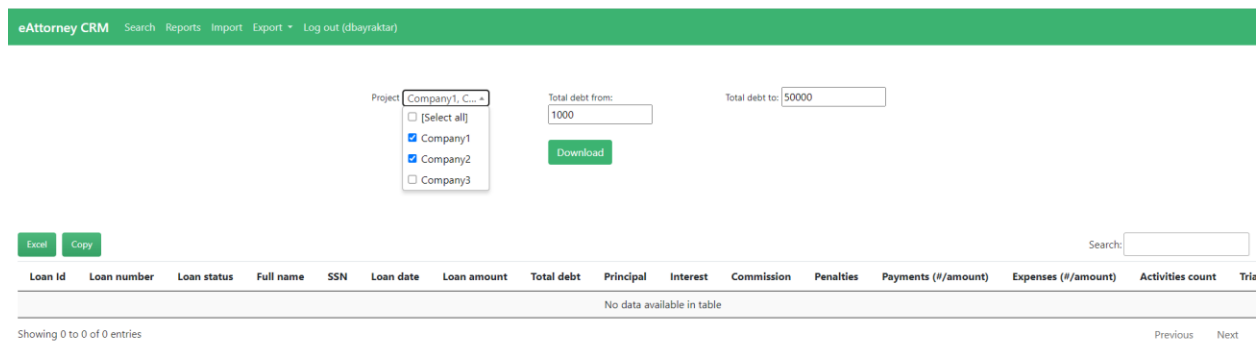 eAttorney CRM Search Reports Import Export Log out (dbayraktar)
Project Company1, C... Total debt from: Total debt to: 50000
[Select all] 1000
Company1
Company2 Download
Company3
Excel Copy Search:
Loan Id Loan number Loan status Full name SSN Loan date Loan amount Total debt Principal Interest Commission Penalties Payments (#/amount) Expenses (#/amount) Activities count Tria
No data available in table
Showing 0 to 0 of 0 entries Previous Next